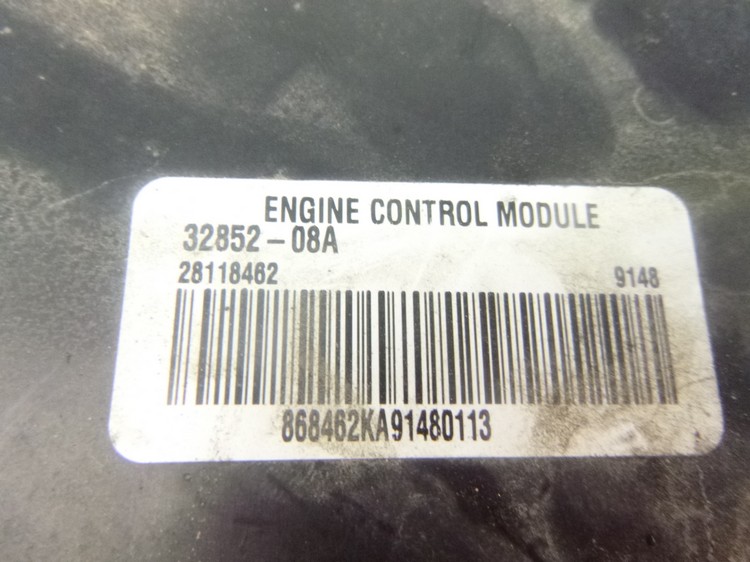 ENGINE CONTROL MODULE
32852-08A
28118462 9148
868462KA91480113